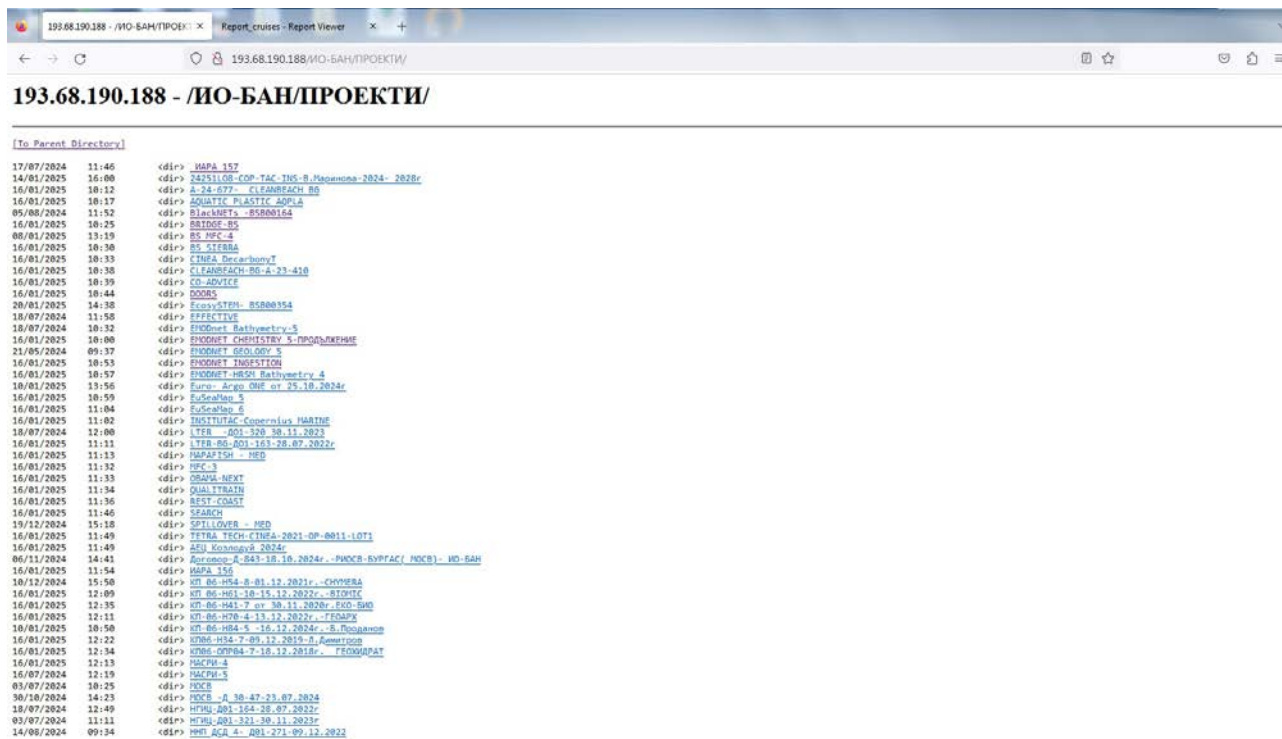 193.68.190.188 - /ИО-БАН/ПРОЕКТ
Report_cruises - Report Viewer
193.68.190.188/ИО-БАН/ПРОЕКТИ/
193.68.190.188 - /ИО-БАН/ПРОЕКТИ/
[To Parent Directory]
17/07/2024 11:46 <dir> ИАРА 157
14/01/2025 16:00 <dir> 24251L08-COP-TAC-INS-В.Маринова-2024- 2028г
16/01/2025 10:12 <dir> A-24-677- CLEANBEACH BG
16/01/2025 10:17 <dir> AQUATIC PLASTIC AQPLA
05/08/2024 11:52 <dir> BlackNETs -BSB00164
16/01/2025 10:25 <dir> BRIDGE-BS
08/01/2025 13:19 <dir> BS MFC-4
16/01/2025 10:30 <dir> BS SIERRA
16/01/2025 10:33 <dir> CINEA DecarbonyT
16/01/2025 10:38 <dir> CLEANBEACH-BG-A-23-410
16/01/2025 10:39 <dir> CO-ADVICE
16/01/2025 10:44 <dir> DOORS
20/01/2025 14:38 <dir> EcosySTEM- BSB00354
18/07/2024 11:58 <dir> EFFECTIVE
18/07/2024 10:32 <dir> EMODnet Bathymetry-5
16/01/2025 10:00 <dir> EMODNET CHEMISTRY 5-ПРОДЪЛЖЕНИЕ
21/05/2024 09:37 <dir> EMODNET GEOLOGY 5
16/01/2025 10:53 <dir> EMODNET INGESTION
16/01/2025 10:57 <dir> EMODNET-HRSM Bathymetry 4
10/01/2025 13:56 <dir> Euro- Argo ONE от 25.10.2024г
16/01/2025 10:59 <dir> EuSeaMap 5
16/01/2025 11:04 <dir> EuSeaMap 6
16/01/2025 11:02 <dir> INSITUTAC-Copernius MARINE
18/07/2024 12:00 <dir> LTER -Д01-320 30.11.2023
16/01/2025 11:11 <dir> LTER-BG-Д01-163-28.07.2022г
16/01/2025 11:13 <dir> MAPAFISH - MED
16/01/2025 11:32 <dir> MFC-3
16/01/2025 11:33 <dir> OBAMA-NEXT
16/01/2025 11:34 <dir> QUALITRAIN
16/01/2025 11:36 <dir> REST-COAST
16/01/2025 11:46 <dir> SEARCH
19/12/2024 15:18 <dir> SPILLOVER - MED
16/01/2025 11:49 <dir> TETRA TECH-CINEA-2021-OP-0011-LOT1
16/01/2025 11:49 <dir> АЕЦ Козлодуй 2024г
06/11/2024 14:41 <dir> Договор-Д-843-18.10.2024г.-РИОСВ-БУРГАС( МОСВ)- ИО-БАН
16/01/2025 11:54 <dir> ИАРА 156
10/12/2024 15:50 <dir> КП 06-Н54-8-01.12.2021г.-CHYMERA
16/01/2025 12:09 <dir> КП 06-Н61-10-15.12.2022г.-BIOMIC
16/01/2025 12:35 <dir> КП-06-Н41-7 от 30.11.2020г.ЕКО-БИО
16/01/2025 12:11 <dir> КП-06-Н70-4-13.12.2022г.-ГЕОАРХ
10/01/2025 10:50 <dir> КП-06-Н84-5 -16.12.2024г.-Б.Проданов
16/01/2025 12:22 <dir> КП06-Н34-7-09.12.2019-Л.Димитров
16/01/2025 12:34 <dir> КП06-ОПР04-7-18.12.2018г. ГЕОХИДРАТ
16/01/2025 12:13 <dir> МАСРИ-4
16/07/2024 12:19 <dir> МАСРИ-5
03/07/2024 10:25 <dir> МОСВ
30/10/2024 14:23 <dir> МОСВ -Д 30-47-23.07.2024
18/07/2024 12:49 <dir> НГИЦ-Д01-164-28.07.2022г
03/07/2024 11:11 <dir> НГИЦ-Д01-321-30.11.2023г
14/08/2024 09:34 <dir> ННП ДСД 4- Д01-271-09.12.2022